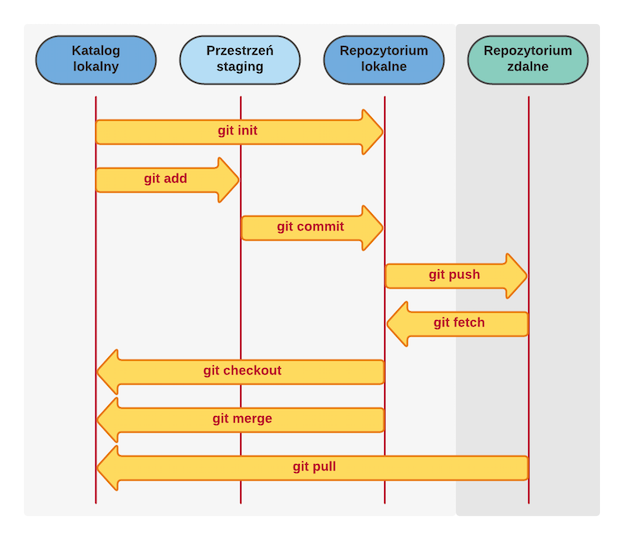 Katalog
lokalny
Przestrzeń
staging
Repozytorium
lokalne
Repozytorium
zdalne
git init
git add
git commit
git push
git fetch
git checkout
git merge
git pull